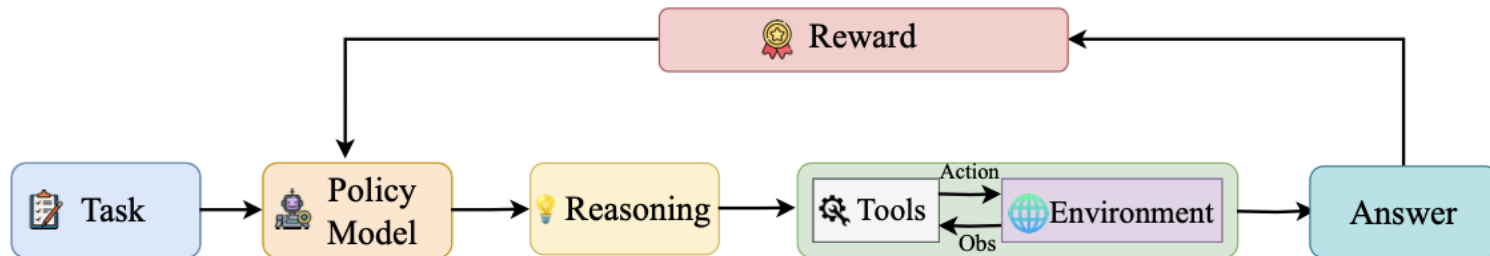 Reward
Task
Policy
Model
Reasoning
Tools
Action
Obs
Environment
Answer